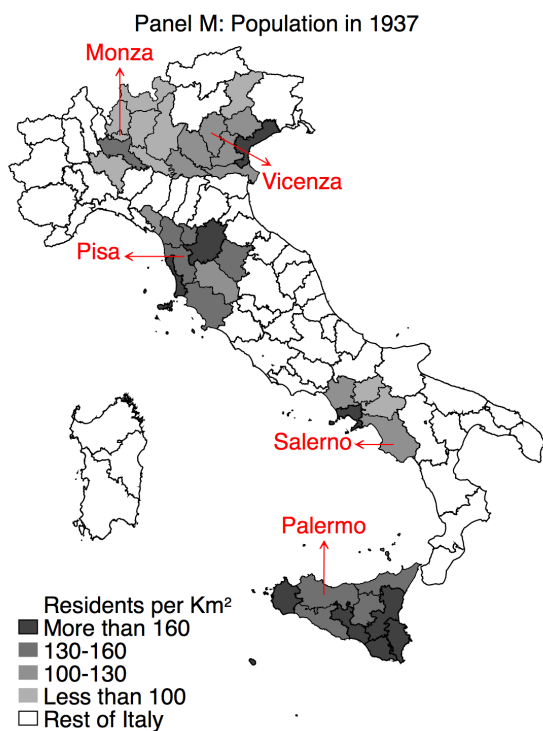 Panel M: Population in 1937
Monza
Vicenza
Pisa
Salerno
Palermo
Residents per Km²
More than 160
130-160
100-130
Less than 100
Rest of Italy